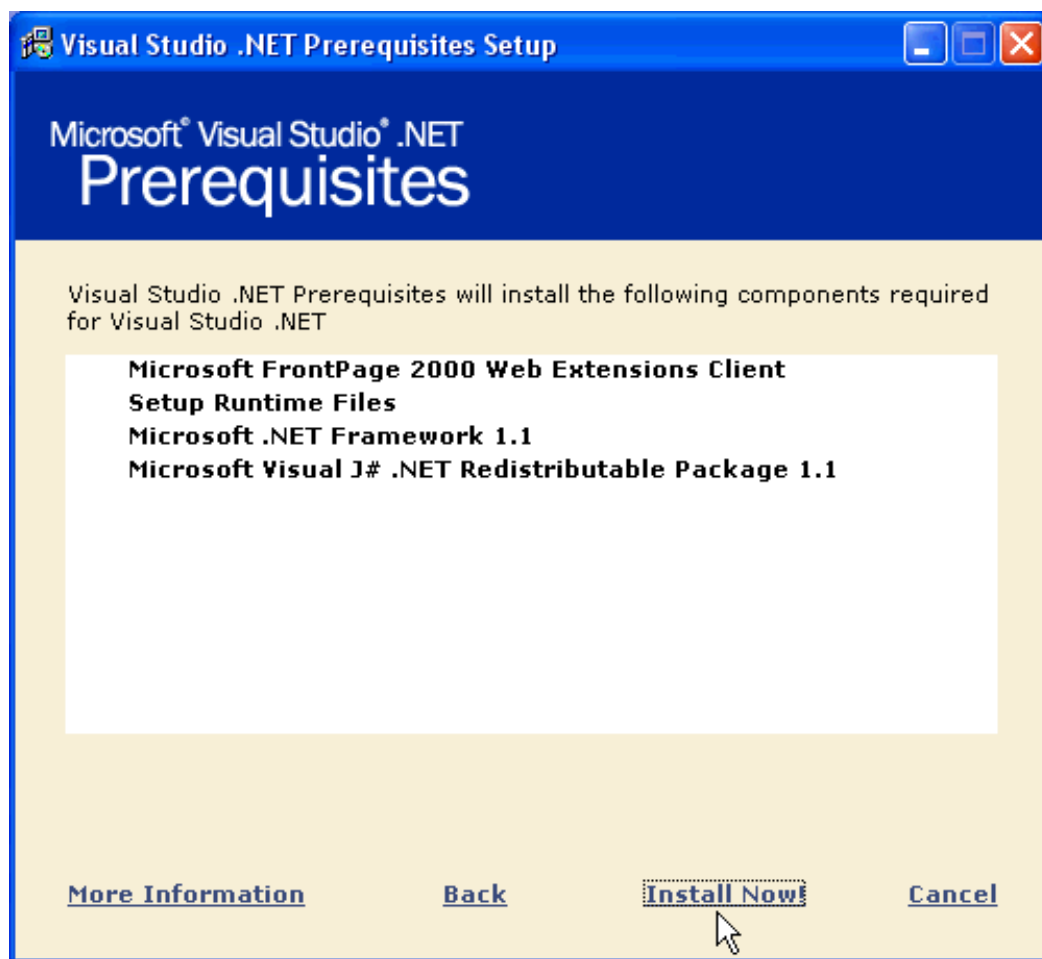 Visual Studio .NET Prerequisites Setup
Microsoft® Visual Studio® .NET
Prerequisites
Visual Studio .NET Prerequisites will install the following components required
for Visual Studio .NET
Microsoft FrontPage 2000 Web Extensions Client
Setup Runtime Files
Microsoft .NET Framework 1.1
Microsoft Visual J# .NET Redistributable Package 1.1
More Information Back Install Now! Cancel